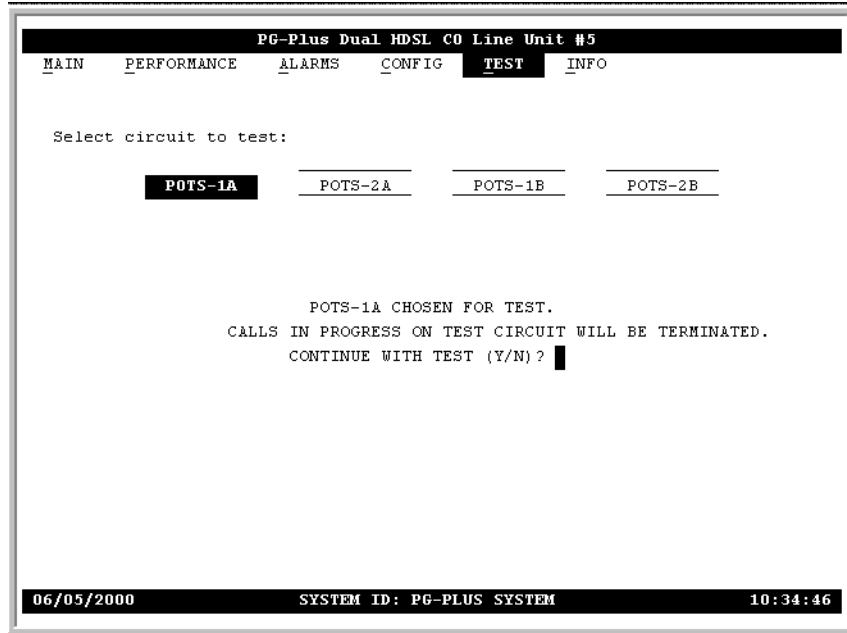 PG-Plus Dual HDSL CO Line Unit #5
MAIN PERFORMANCE ALARMS CONFIG TEST INFO
Select circuit to test:
POTS-1A POTS-2A POTS-1B POTS-2B
POTS-1A CHOSEN FOR TEST.
CALLS IN PROGRESS ON TEST CIRCUIT WILL BE TERMINATED.
CONTINUE WITH TEST (Y/N)?
06/05/2000 SYSTEM ID: PG-PLUS SYSTEM 10:34:46